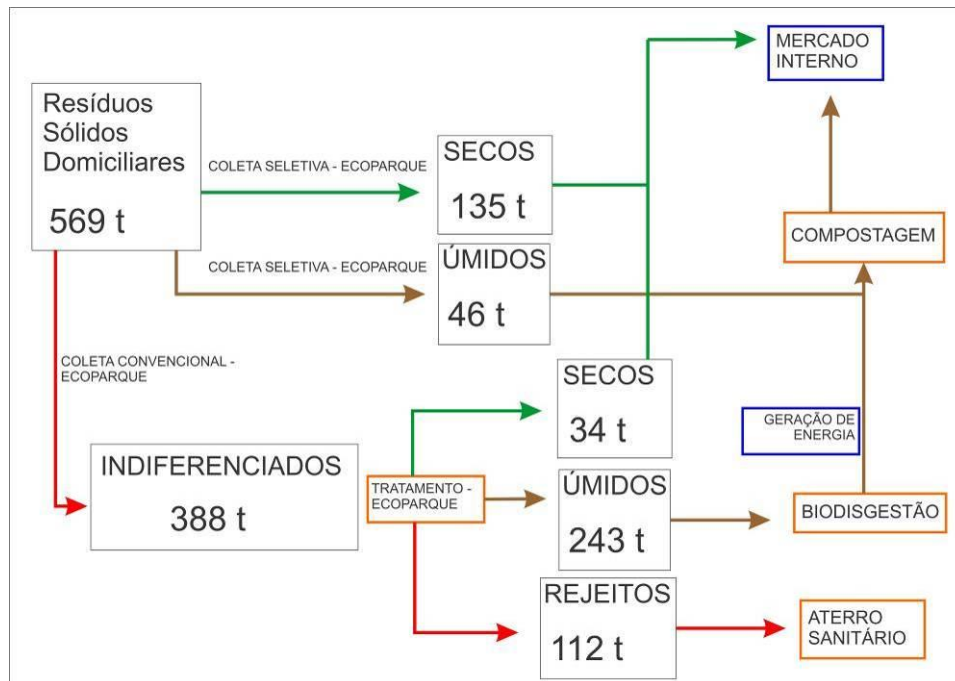 MERCADO
INTERNO
Resíduos
Sólidos
Domiciliares
569 t
COLETA SELETIVA - ECOPARQUE
SECOS
135 t
COMPOSTAGEM
COLETA SELETIVA - ECOPARQUE
ÚMIDOS
46 t
COLETA CONVENCIONAL -
ECOPARQUE
SECOS
34 t
GERAÇÃO DE
ENERGIA
INDIFERENCIADOS
388 t
TRATAMENTO -
ECOPARQUE
ÚMIDOS
243 t
BIODISGESTÃO
REJEITOS
112 t
ATERRO
SANITÁRIO